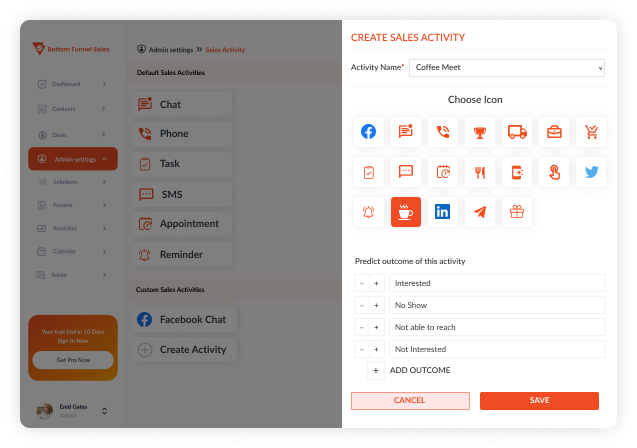 Bottom Funnel Sales
Dashboard
Contacts
Deals
Admin settings
Solutions
Forums
Analytics
Calendar
Social
Your trail End in 10 Days
Sign In Now
Get Pro Now
Enid Gates
Admin
Admin settings >> Sales Activity
Default Sales Activities
Chat
Phone
Task
SMS
Appointment
Reminder
Custom Sales Activities
Facebook Chat
Create Activity
CREATE SALES ACTIVITY
Activity Name* Coffee Meet
Choose Icon
Predict outcome of this activity
- + Interested
- + No Show
- + Not able to reach
- + Not Interested
+ ADD OUTCOME
CANCEL SAVE